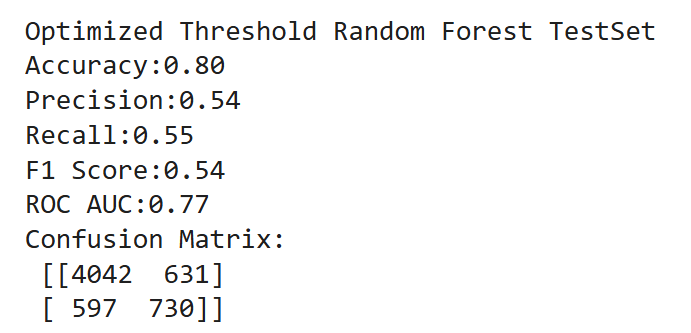 Optimized Threshold Random Forest TestSet
Accuracy:0.80
Precision:0.54
Recall:0.55
F1 Score:0.54
ROC AUC:0.77
Confusion Matrix:
[[4042  631]
[ 597  730]]